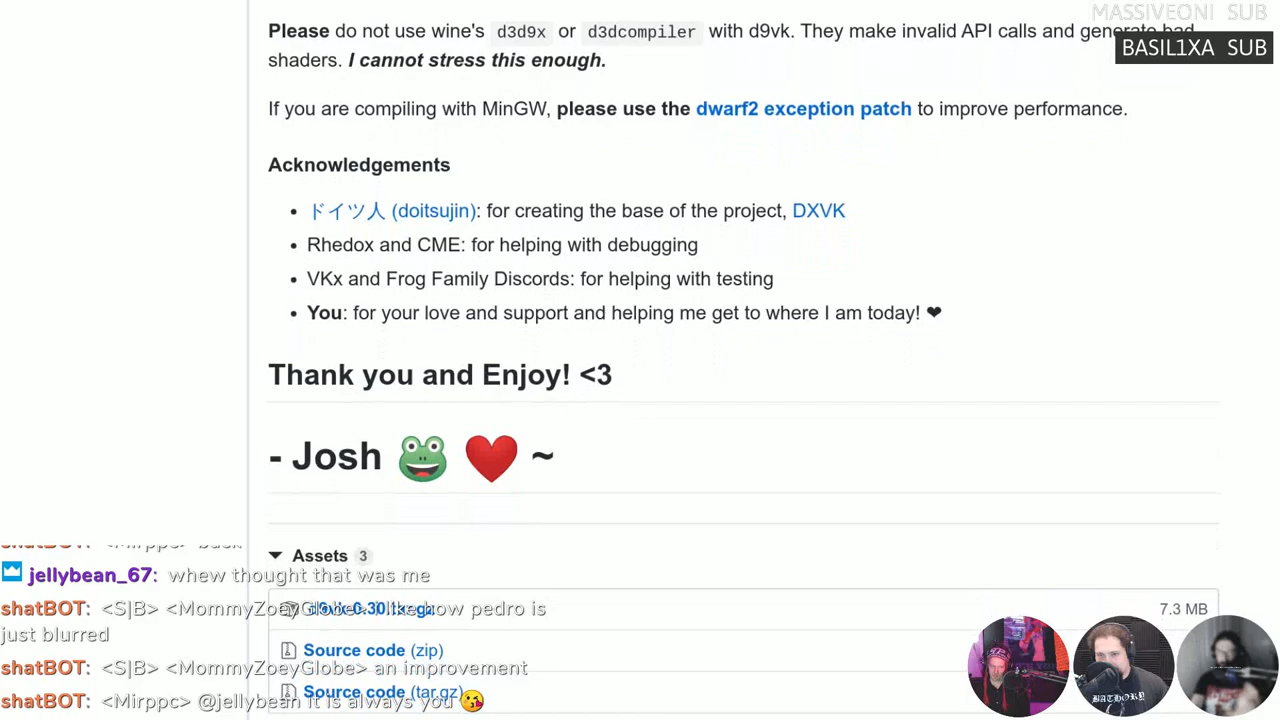 MASSIVEONI SUB
BASIL1XA SUB
Please do not use wine's d3d9x or d3dcompiler with d9vk. They make invalid API calls and generate bad
shaders. I cannot stress this enough.
If you are compiling with MinGW, please use the dwarf2 exception patch to improve performance.
Acknowledgements
• ドイツ人 (doitsujin): for creating the base of the project, DXVK
• Rhedox and CME: for helping with debugging
• VKx and Frog Family Discords: for helping with testing
• You: for your love and support and helping me get to where I am today! ❤
Thank you and Enjoy! <3
- Josh 🐸 ❤️ ~
Assets 3
7.3 MB
Source code (zip)
Source code (tar.gz)
shatBOT: <Mirppc> back
jellybean_67: whew thought that was me
shatBOT: <S|B> <MommyZoeyGlobe> i like how pedro is
just blurred
shatBOT: <S|B> <MommyZoeyGlobe> an improvement
shatBOT: <Mirppc> @jellybean it is always you 😘
BATHORY